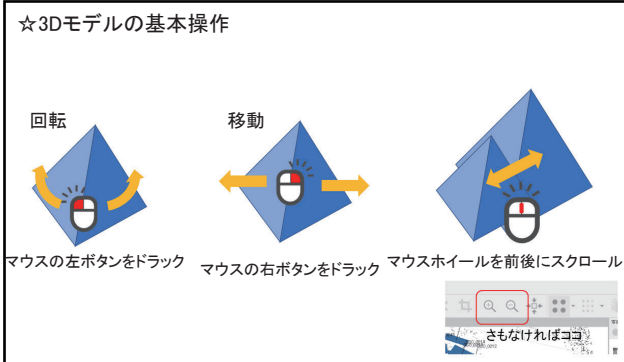 ☆3Dモデルの基本操作
回転
移動
マウスの左ボタンをドラック
マウスの右ボタンをドラック
マウスホイールを前後にスクロール
さもなければココ